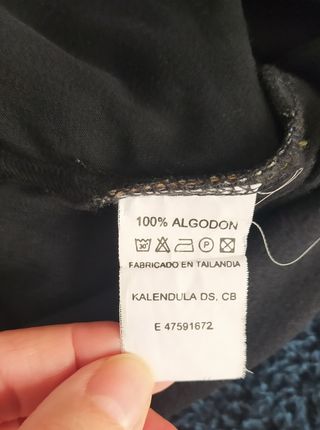 100% ALGODON
FABRICADO EN TAILANDIA
KALENDULA DS, CB
E 47591672